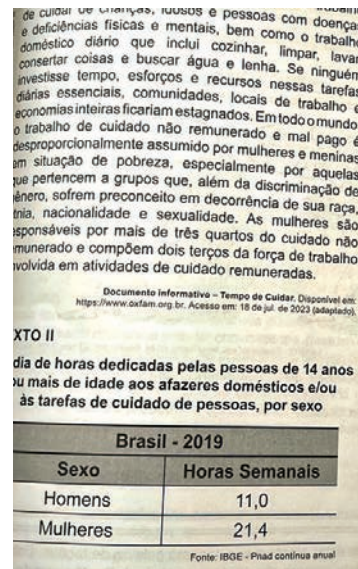 de cuidar de crianças, idosos e pessoas com doença
e deficiências físicas e mentais, bem como o trabalh
doméstico diário que inclui cozinhar, limpar, lavar
consertar coisas e buscar água e lenha. Se ninguém
investisse tempo, esforços e recursos nessas tarefa
diárias essenciais, comunidades, locais de trabalho
economias inteiras ficariam estagnados. Em todo o mundo
o trabalho de cuidado não remunerado e mal pago é
desproporcionalmente assumido por mulheres e meninas
em situação de pobreza, especialmente por aquelas
que pertencem a grupos que, além da discriminação de
gênero, sofrem preconceito em decorrência de sua raça,
tnia, nacionalidade e sexualidade. As mulheres são
sponsáveis por mais de três quartos do cuidado não
munerado e compõem dois terços da força de trabalho
nvolvida em atividades de cuidado remuneradas.
Documento informativo – Tempo de Cuidar. Disponível em:
https://www.oxfam.org.br. Acesso em: 18 de jul. de 2023 (adaptado).
XTO II
dia de horas dedicadas pelas pessoas de 14 anos
ou mais de idade aos afazeres domésticos e/ou
às tarefas de cuidado de pessoas, por sexo
Brasil - 2019
Sexo Horas Semanais
Homens 11,0
Mulheres 21,4
Fonte: IBGE - Pnad contínua anual